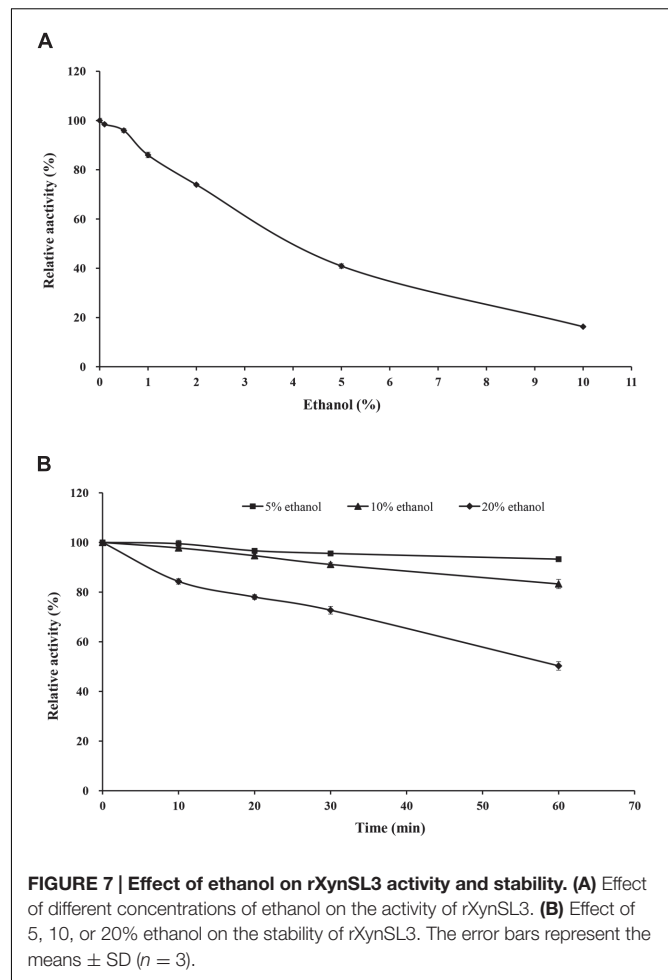 A
120
100
80
60
40
20
0
Relative aactivity (%)
0 1 2 3 4 5 6 7 8 9 10 11
Ethanol (%)
B
120
100
80
60
40
20
0
Relative activity (%)
5% ethanol 10% ethanol 20% ethanol
0 10 20 30 40 50 60 70
Time (min)
FIGURE 7 | Effect of ethanol on rXynSL3 activity and stability. (A) Effect
of different concentrations of ethanol on the activity of rXynSL3. (B) Effect of
5, 10, or 20% ethanol on the stability of rXynSL3. The error bars represent the
means ± SD (n = 3).